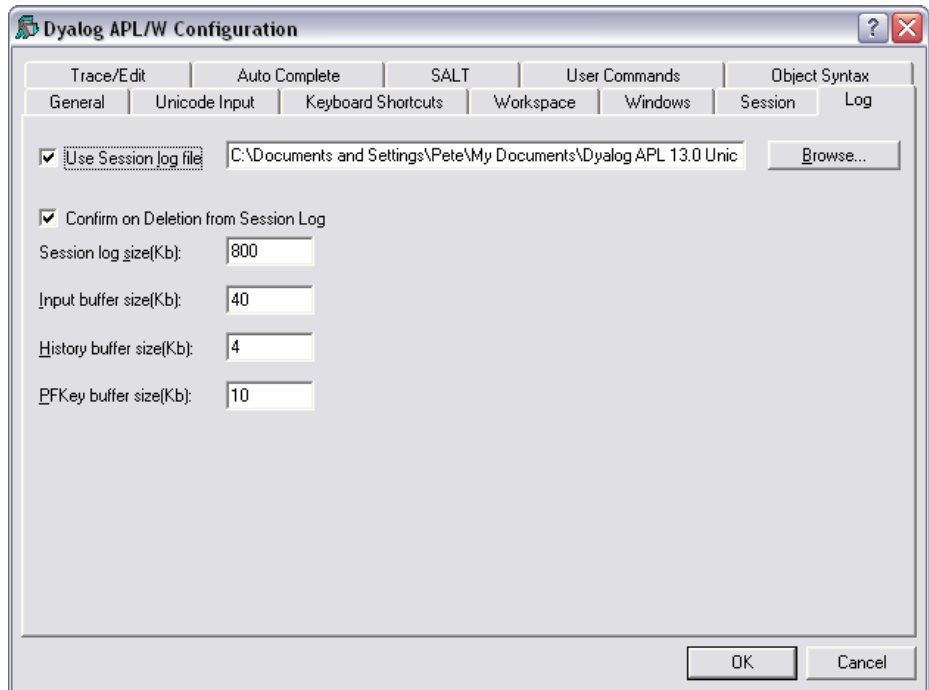 Dyalog APL/W Configuration
Trace/Edit Auto Complete SALT User Commands Object Syntax
General Unicode Input Keyboard Shortcuts Workspace Windows Session Log
Use Session log file C:\Documents and Settings\Pete\My Documents\Dyalog APL 13.0 Unic Browse...
Confirm on Deletion from Session Log
Session log size(Kb): 800
Input buffer size(Kb): 40
History buffer size(Kb): 4
PFKey buffer size(Kb): 10
OK Cancel